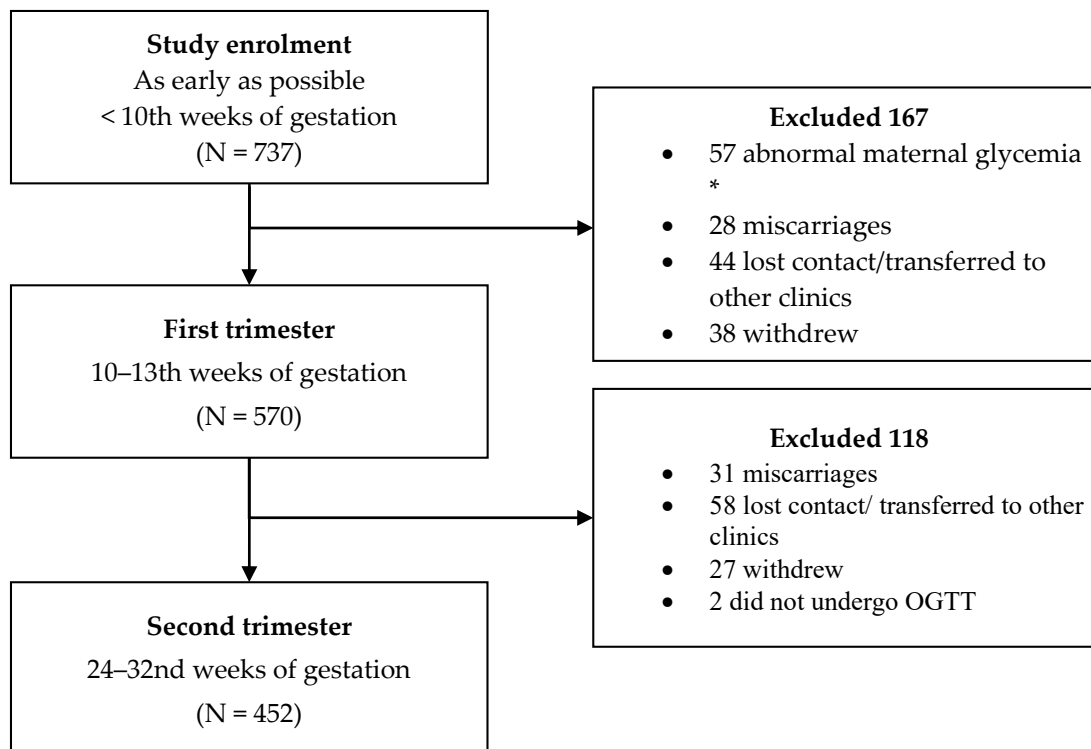 Study enrolment
As early as possible
< 10th weeks of gestation
(N = 737)
Excluded 167
• 57 abnormal maternal glycemia
*
• 28 miscarriages
• 44 lost contact/transferred to
other clinics
• 38 withdrew
First trimester
10–13th weeks of gestation
(N = 570)
Excluded 118
• 31 miscarriages
• 58 lost contact/ transferred to other
clinics
• 27 withdrew
• 2 did not undergo OGTT
Second trimester
24–32nd weeks of gestation
(N = 452)